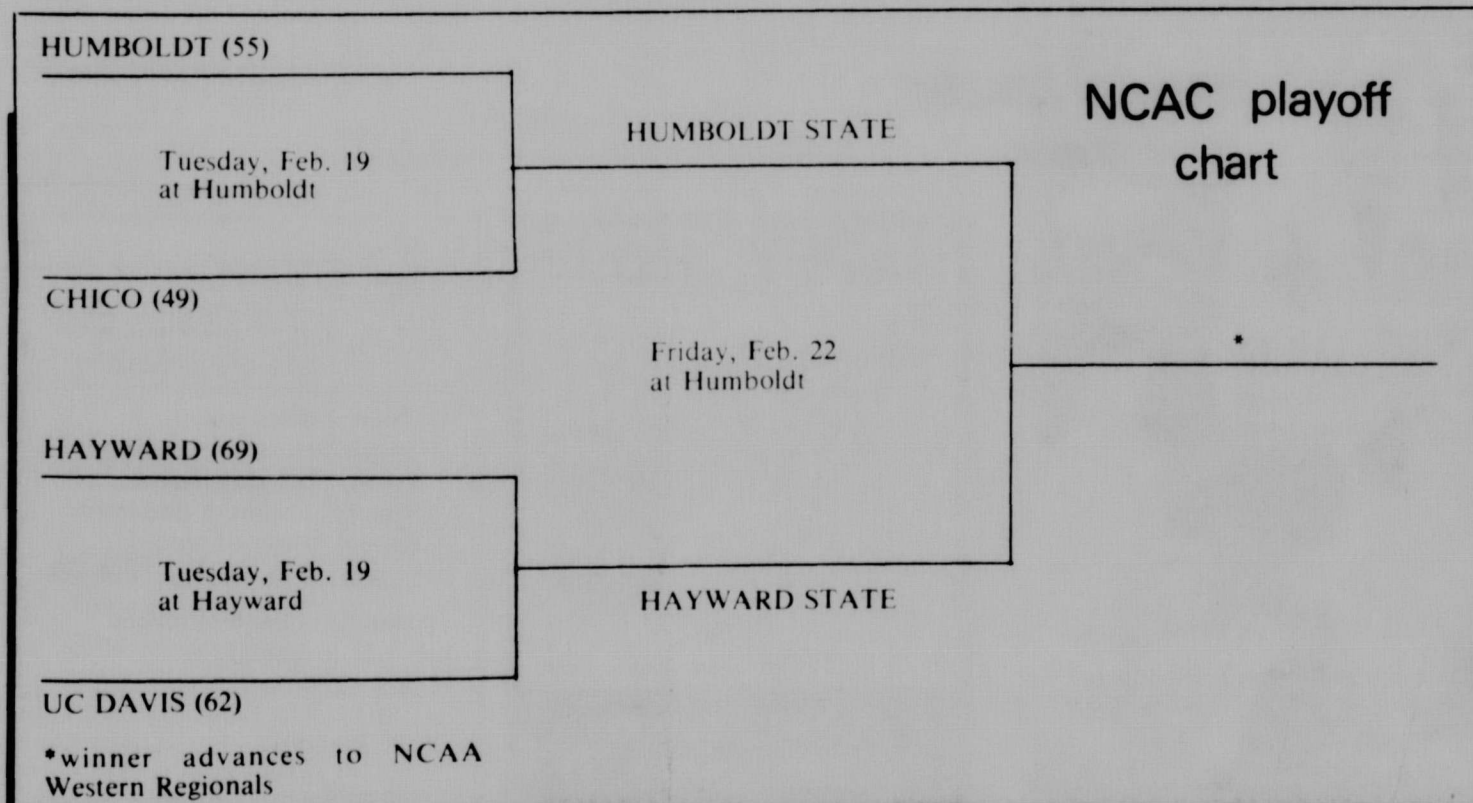 NCAC playoff
chart
HUMBOLDT (55)
Tuesday, Feb. 19
at Humboldt
CHICO (49)
HUMBOLDT STATE
Friday, Feb. 22
at Humboldt
*
HAYWARD (69)
Tuesday, Feb. 19
at Hayward
UC DAVIS (62)
HAYWARD STATE
*winner advances to NCAA
Western Regionals